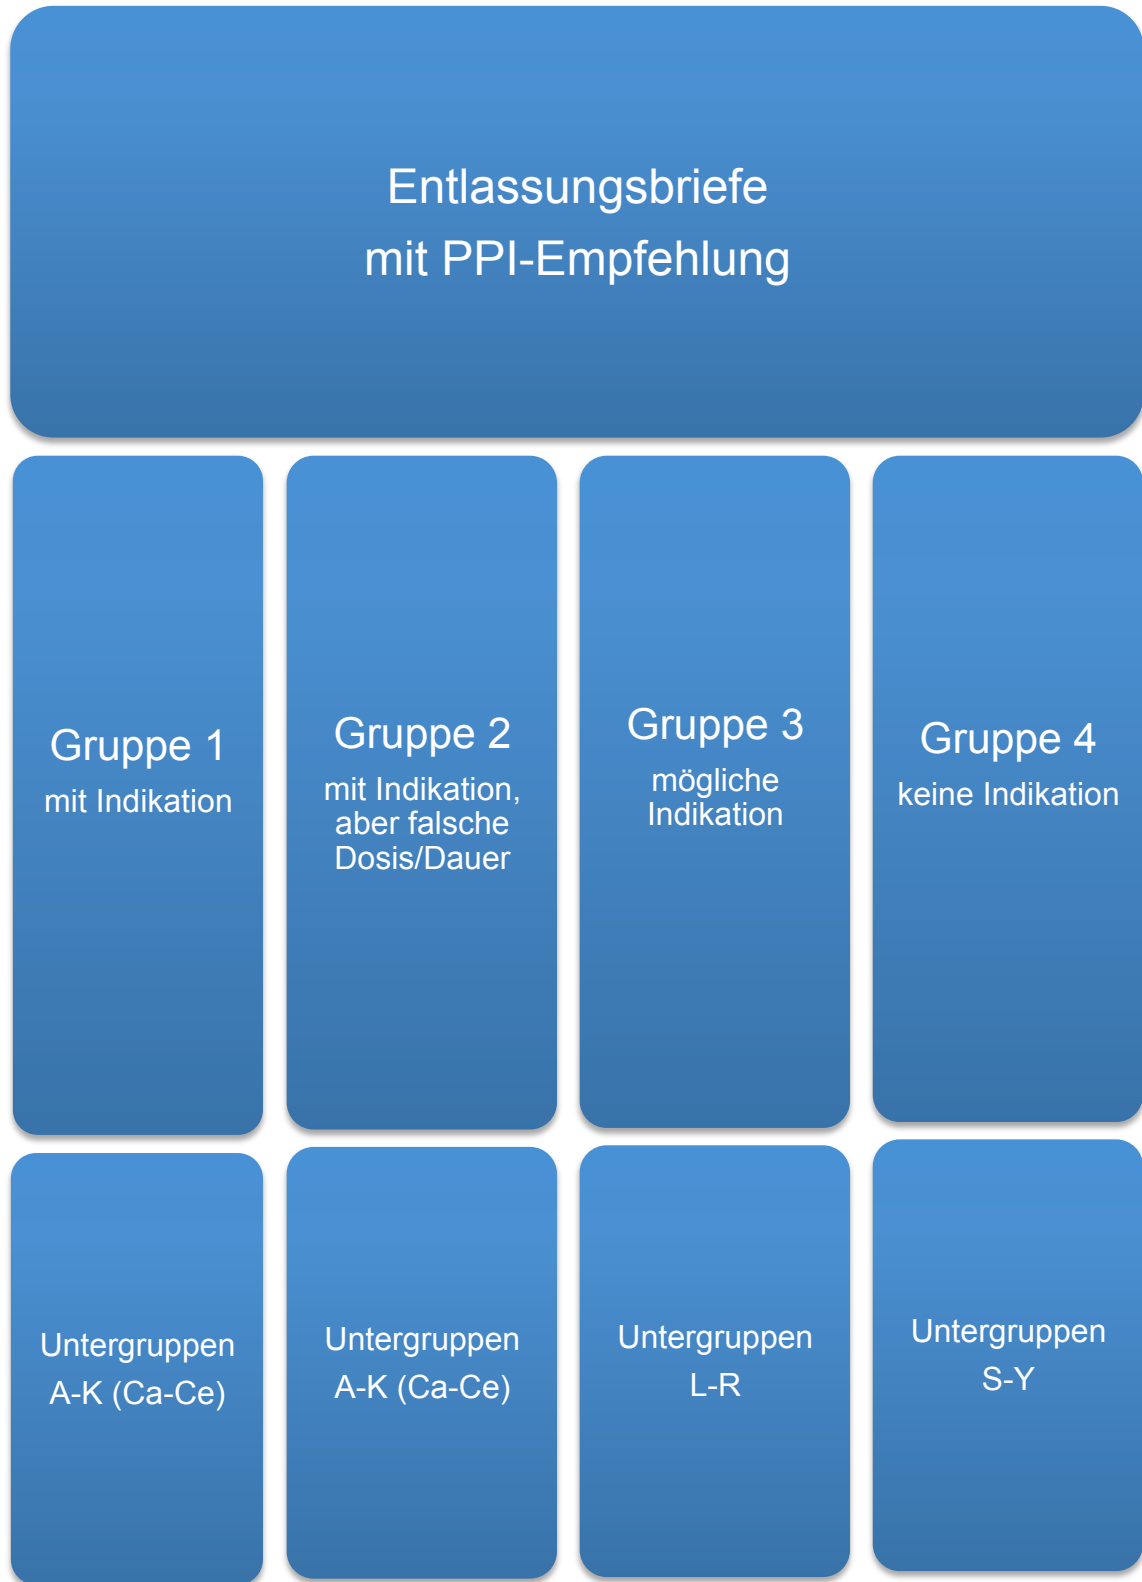 Entlassungsbriefe
mit PPI-Empfehlung
Gruppe 1
mit Indikation
Gruppe 2
mit Indikation,
aber falsche
Dosis/Dauer
Gruppe 3
mögliche
Indikation
Gruppe 4
keine Indikation
Untergruppen
A-K (Ca-Ce)
Untergruppen
A-K (Ca-Ce)
Untergruppen
L-R
Untergruppen
S-Y